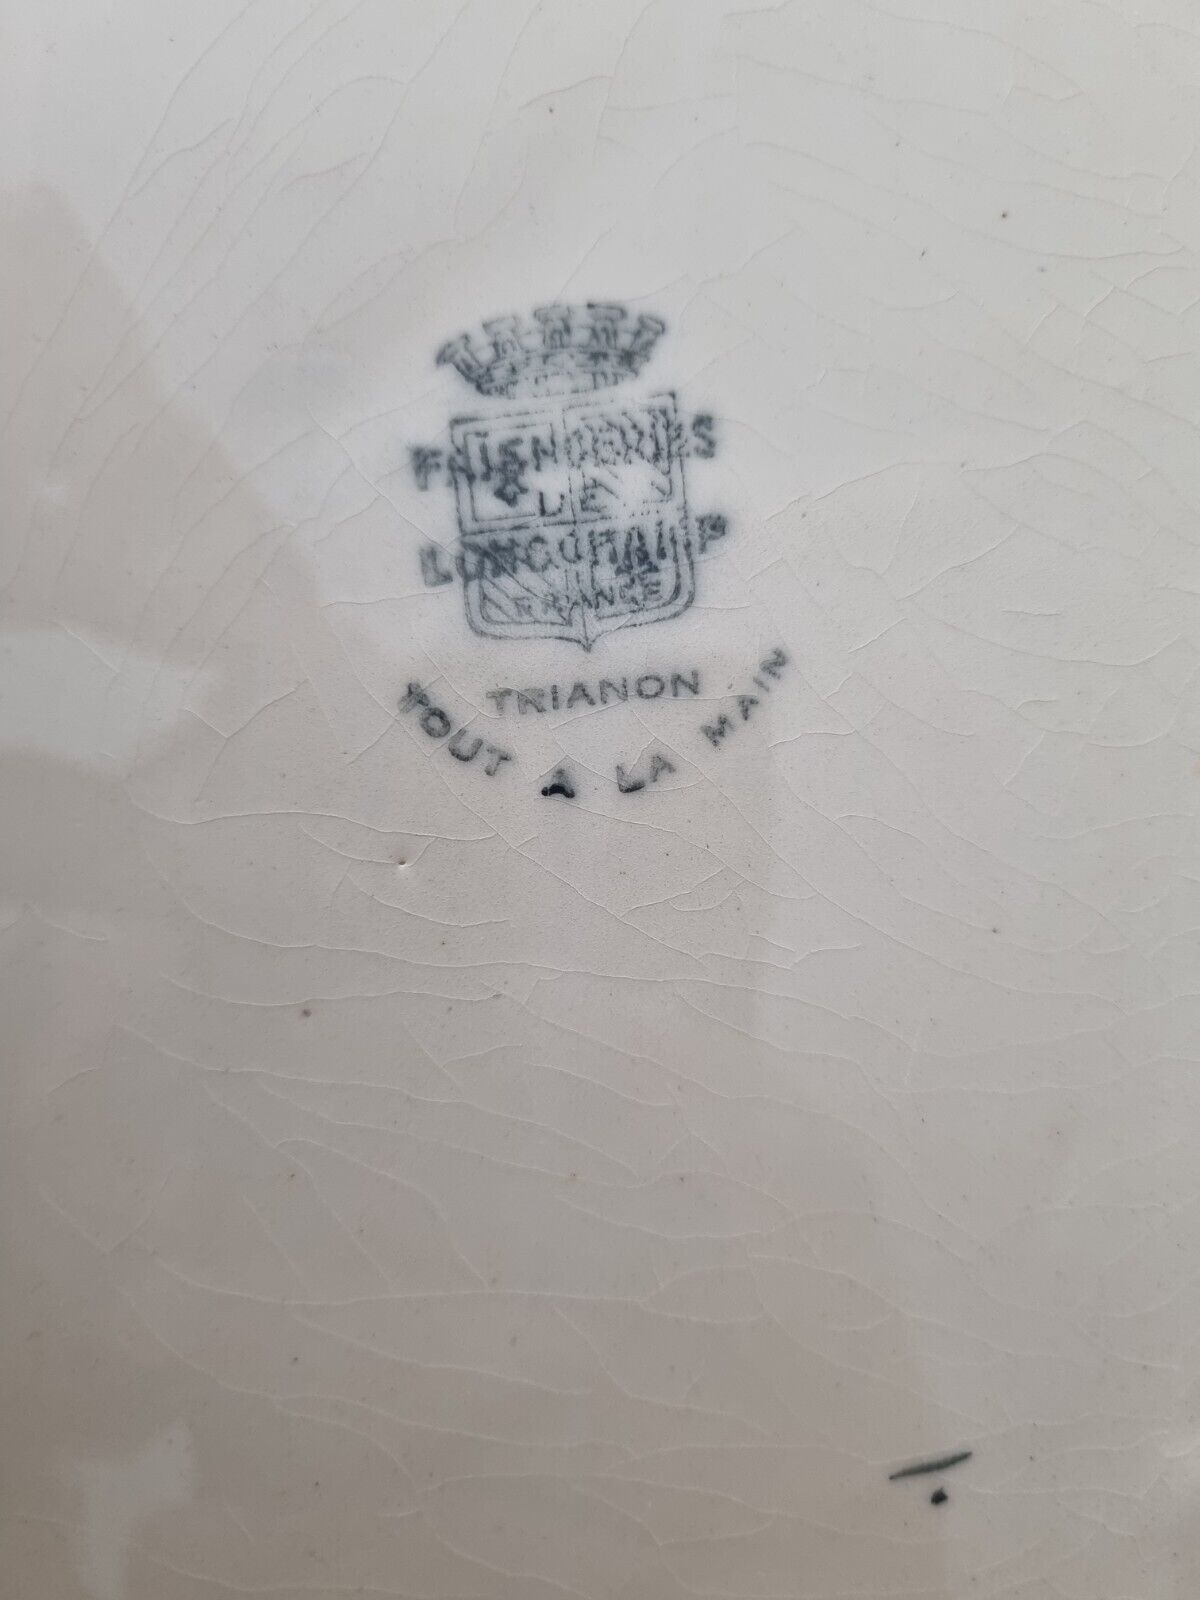 FAIENCERIES
DE
LONGCHAMP
FRANCE
TRIANON
TOUT A LA MAIN